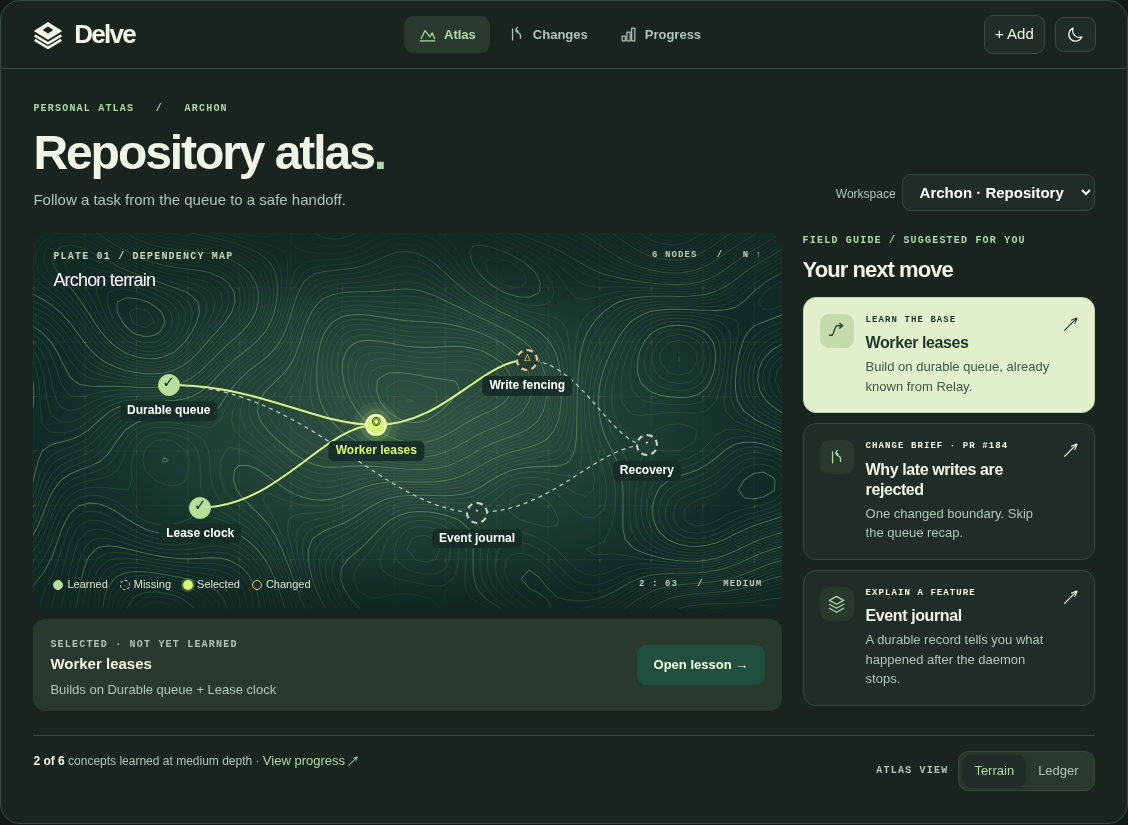 Delve
Atlas
Changes
Progress
+ Add
PERSONAL ATLAS / ARCHON
Repository atlas.
Follow a task from the queue to a safe handoff.
Workspace
Archon · Repository
PLATE 01 / DEPENDENCY MAP
6 NODES / N ↑
Archon terrain
Write fencing
Durable queue
Worker leases
Recovery
Lease clock
Event journal
Learned
Missing
Selected
Changed
2 : 03 / MEDIUM
SELECTED · NOT YET LEARNED
Worker leases
Builds on Durable queue + Lease clock
Open lesson →
FIELD GUIDE / SUGGESTED FOR YOU
Your next move
LEARN THE BASE
Worker leases
Build on durable queue, already
known from Relay.
CHANGE BRIEF · PR #184
Why late writes are
rejected
One changed boundary. Skip
the queue recap.
EXPLAIN A FEATURE
Event journal
A durable record tells you what
happened after the daemon
stops.
2 of 6 concepts learned at medium depth · View progress
ATLAS VIEW
Terrain
Ledger